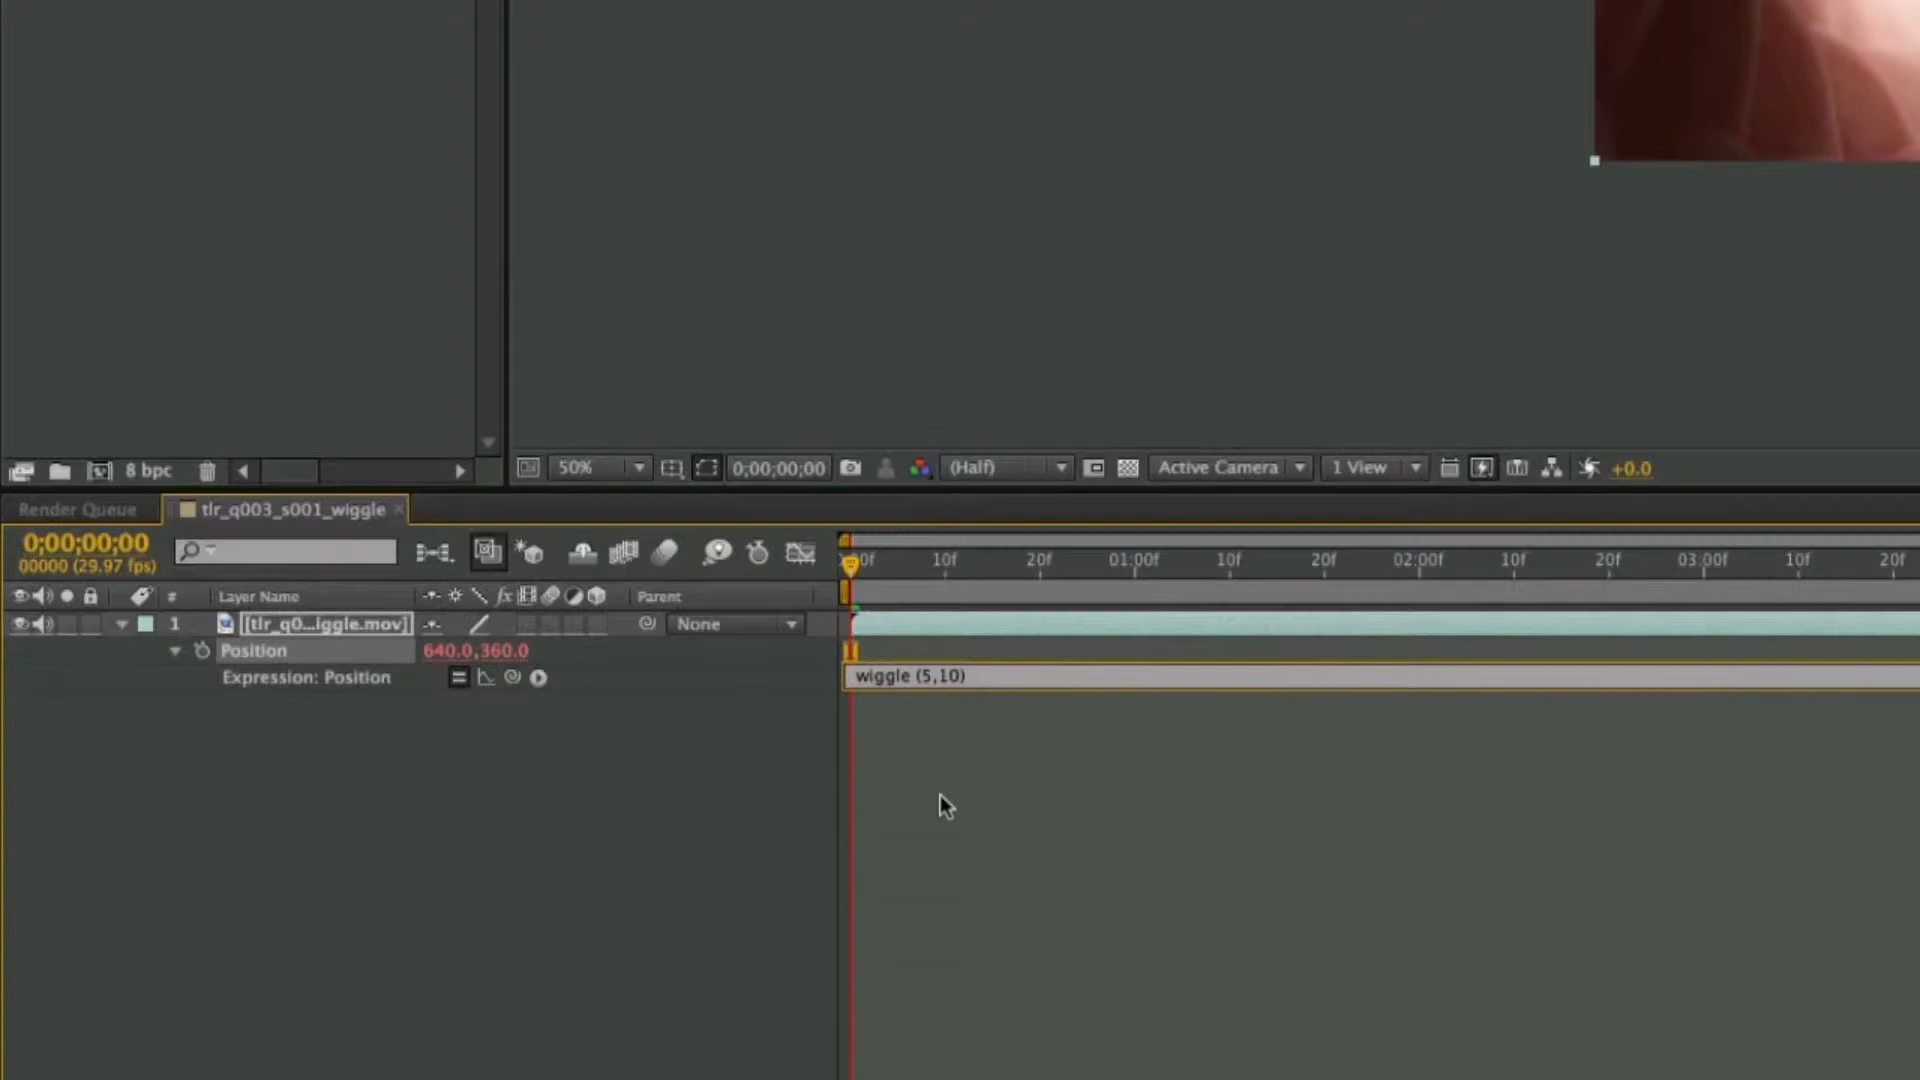 8 bpc
50%
0;00;00;00
(Half)
Active Camera
1 View
+0.0
Render Queue
tlr_q003_s001_wiggle
0;00;00;00
00000 (29.97 fps)
00f 10f 20f 01:00f 10f 20f 02:00f 10f 20f 03:00f 10f 20f
# Layer Name fx Parent
1 [tlr_q0...iggle.mov] None
Position 640.0,360.0
Expression: Position
wiggle (5,10)